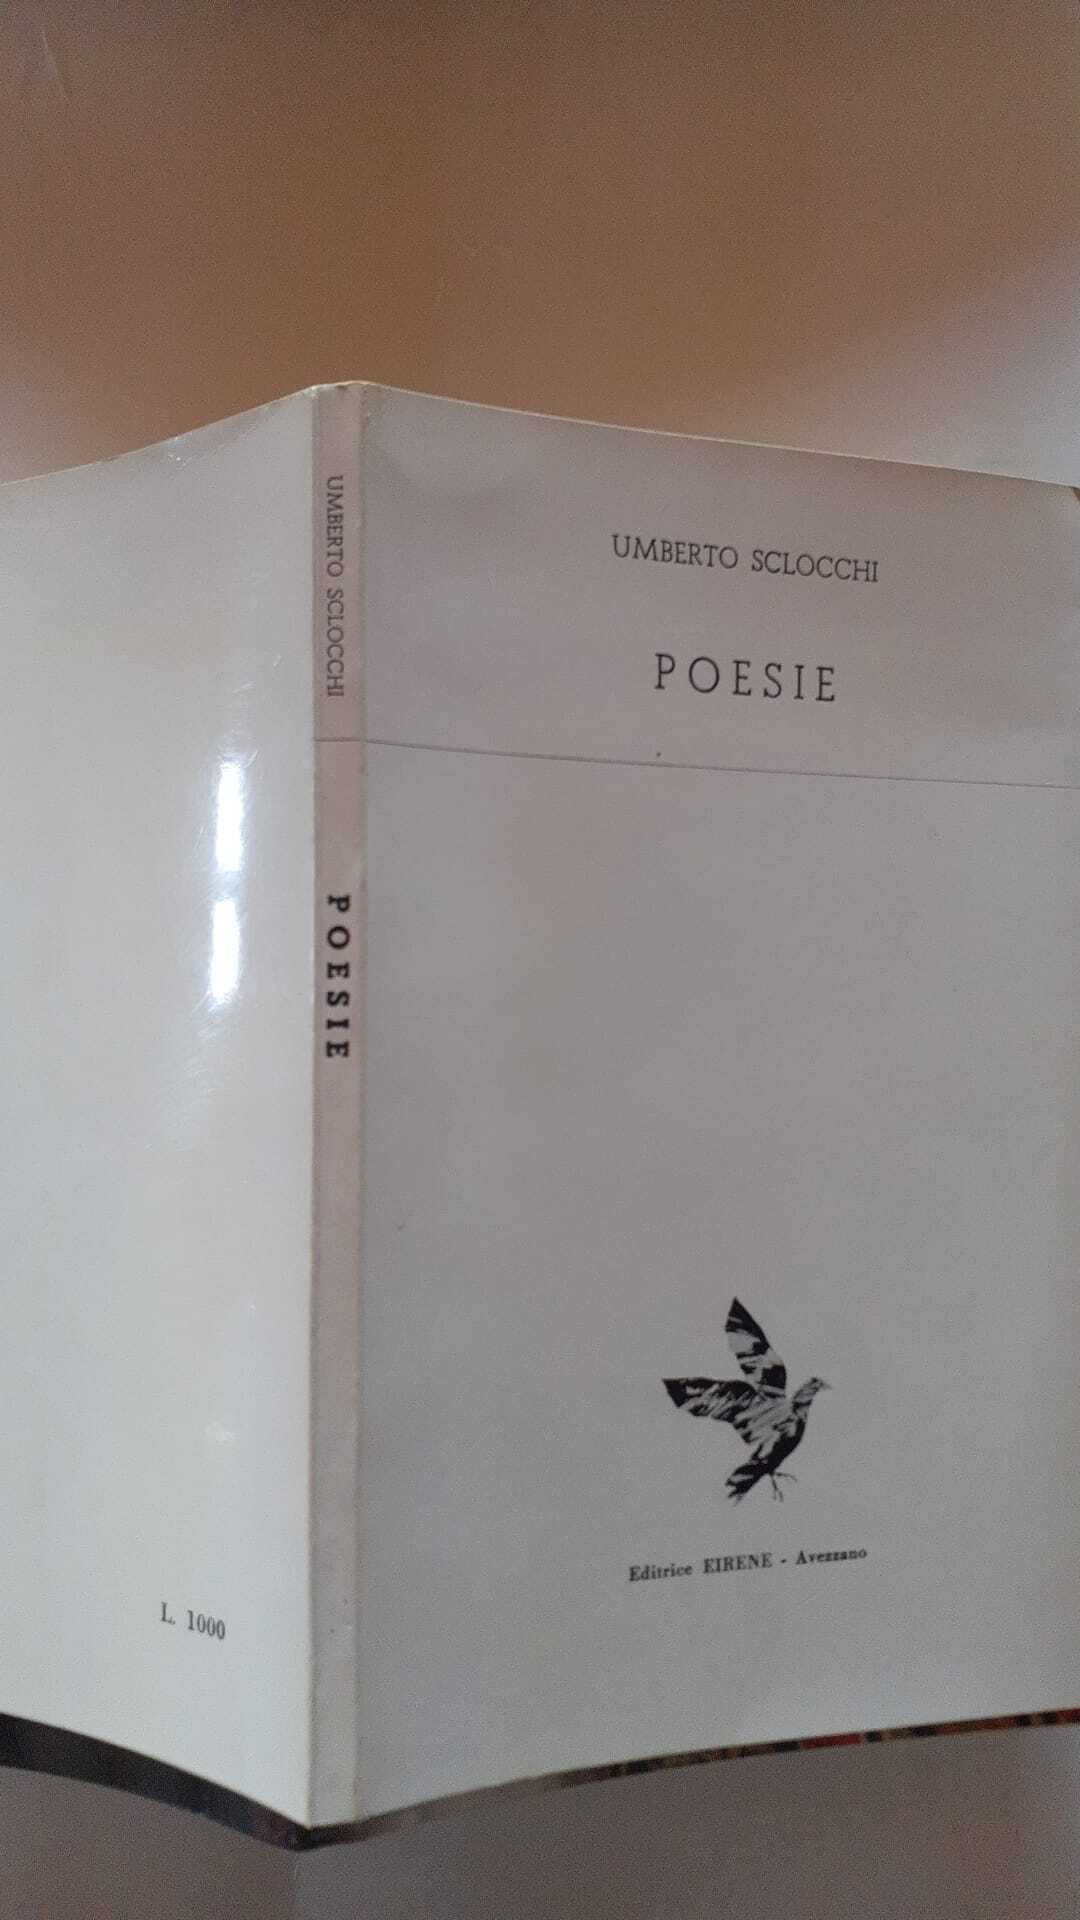 UMBERTO SCLOCCHI
POESIE
Editrice EIRENE - Avezzano
UMBERTO SCLOCCHI
POESIE
L. 1000